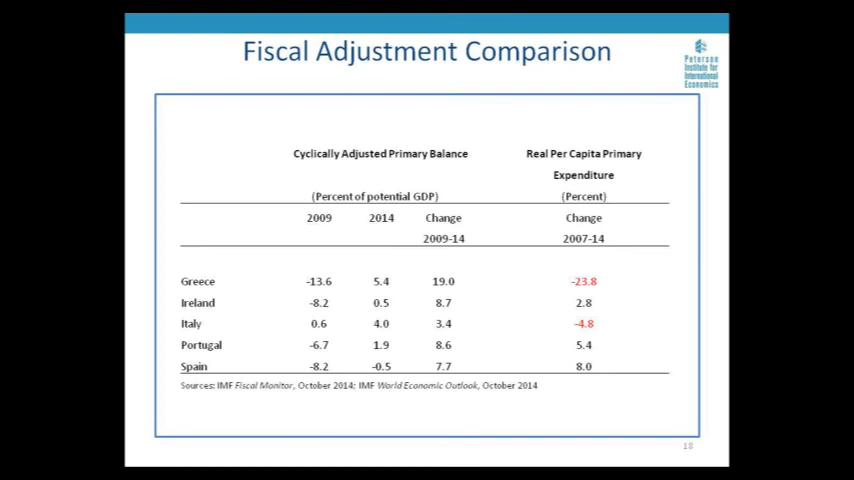 Fiscal Adjustment Comparison
Peterson
Institute for
International
Economics
Cyclically Adjusted Primary Balance Real Per Capita Primary
Expenditure
(Percent of potential GDP) (Percent)
2009 2014 Change Change
2009-14 2007-14
Greece -13.6 5.4 19.0 -23.8
Ireland -8.2 0.5 8.7 2.8
Italy 0.6 4.0 3.4 -4.8
Portugal -6.7 1.9 8.6 5.4
Spain -8.2 -0.5 7.7 8.0
Sources: IMF Fiscal Monitor, October 2014; IMF World Economic Outlook, October 2014
18